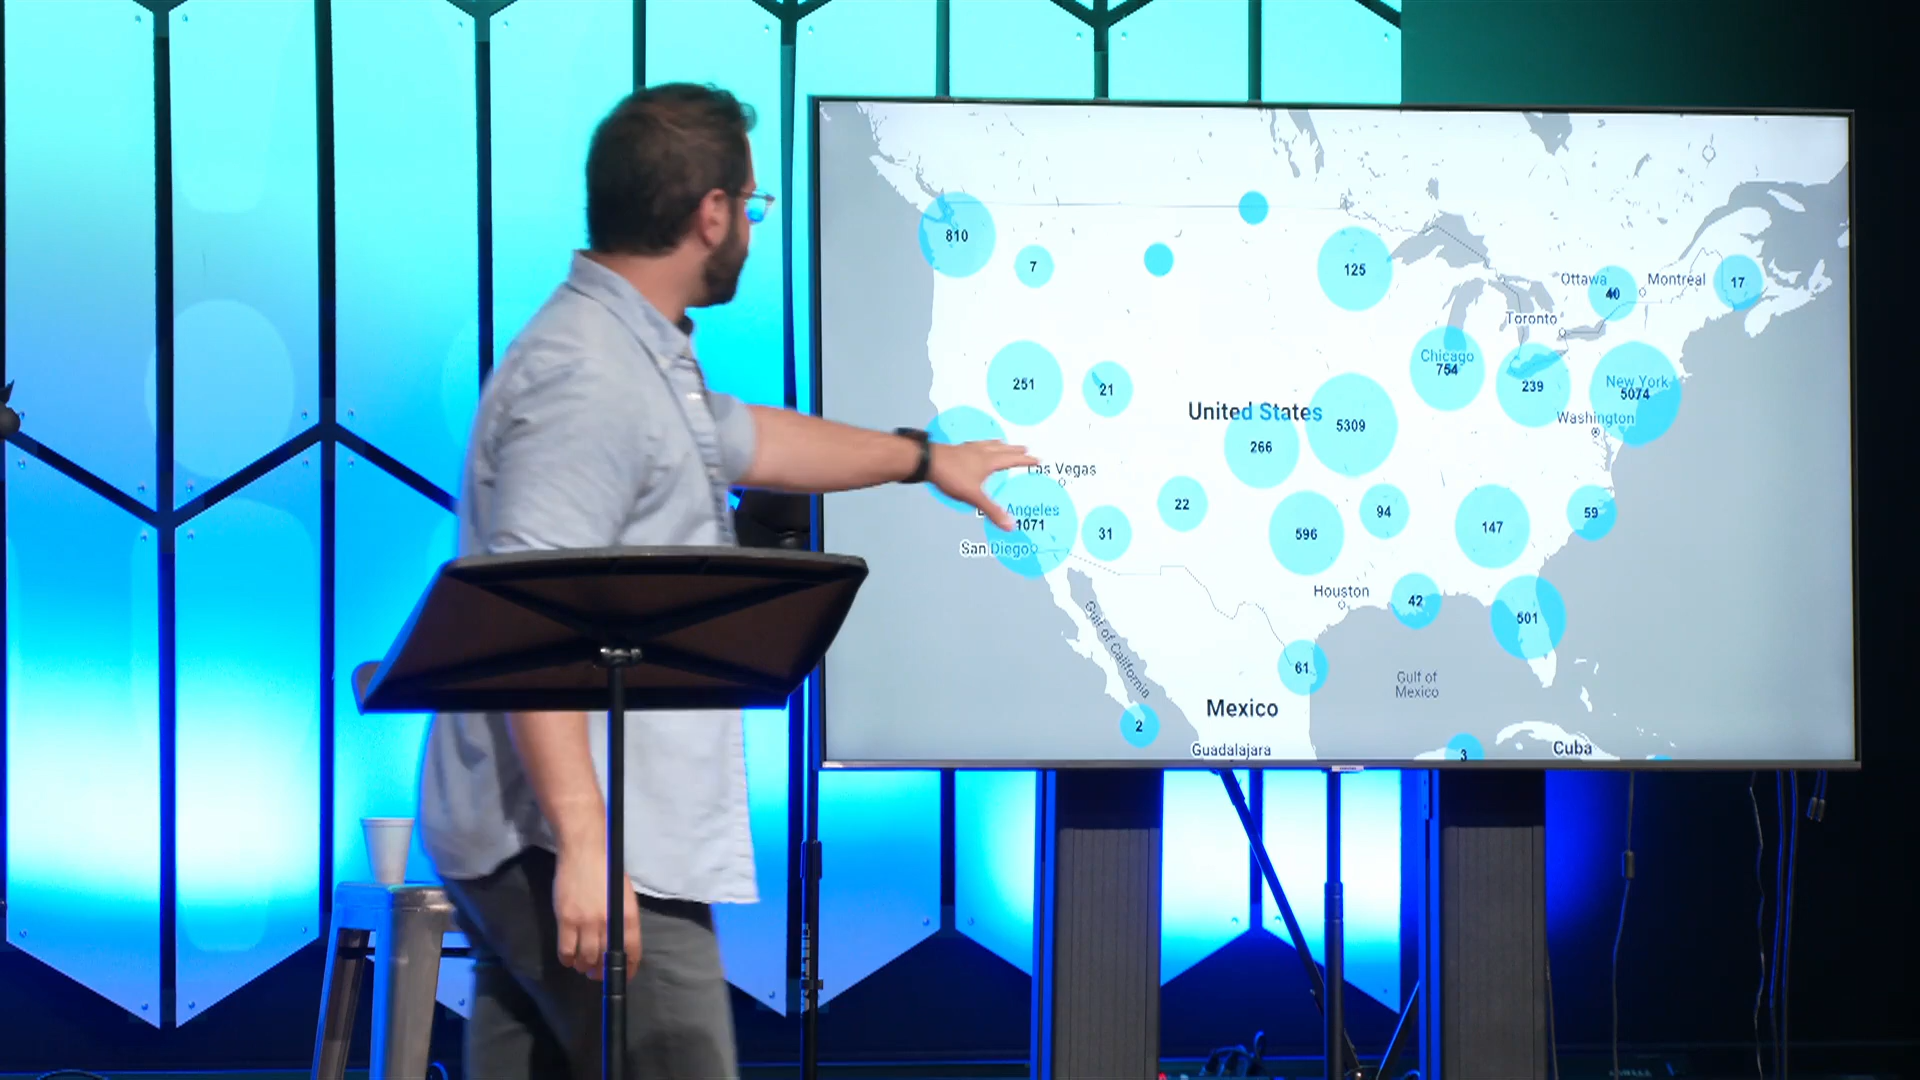 810
7
125
Ottawa
40
Montreal
17
Toronto
Chicago
754
251
21
239
New York
5074
United States
5309
Washington
266
Las Vegas
Angeles
1071
31
22
596
94
147
59
San Diego
Houston
42
501
Gulf of California
61
Gulf of
Mexico
Mexico
2
Guadalajara
3
Cuba